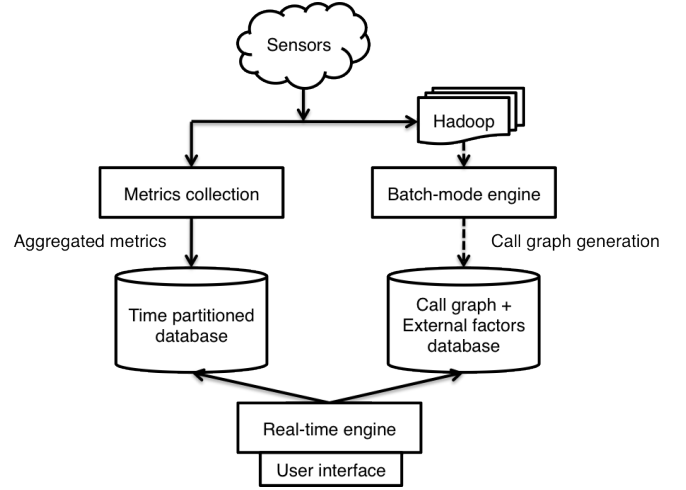 Sensors
Hadoop
Metrics collection
Batch-mode engine
Aggregated metrics
Call graph generation
Time partitioned
database
Call graph +
External factors
database
Real-time engine
User interface